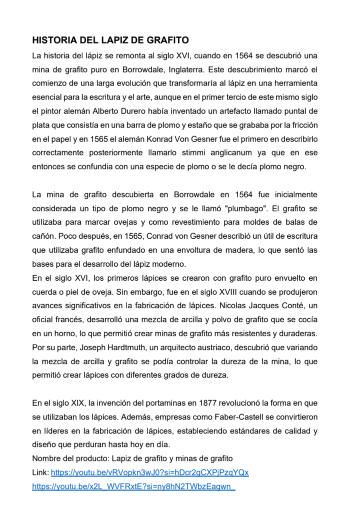 HISTORIA DEL LAPIZ DE GRAFITO
La historia del lápiz se remonta al siglo XVI, cuando en 1564 se descubrió una
mina de grafito puro en Borrowdale, Inglaterra. Este descubrimiento marcó el
comienzo de una larga evolución que transformaría al lápiz en una herramienta
esencial para la escritura y el arte, aunque en el primer tercio de este mismo siglo
el pintor alemán Alberto Durero había inventado un artefacto llamado puntal de
plata que consistía en una barra de plomo y estaño que se grababa por la fricción
en el papel y en 1565 el alemán Konrad Von Gesner fue el primero en describirlo
correctamente posteriormente llamarlo stimmi anglicanum ya que en ese
entonces se confundia con una especie de plomo o se le decía plomo negro.
La mina de grafito descubierta en Borrowdale en 1564 fue inicialmente
considerada un tipo de plomo negro y se le llamó "plumbago". El grafito se
utilizaba para marcar ovejas y como revestimiento para moldes de balas de
cañón. Poco después, en 1565, Conrad von Gesner describió un útil de escritura
que utilizaba grafito enfundado en una envoltura de madera, lo que sentó las
bases para el desarrollo del lápiz moderno.
En el siglo XVI, los primeros lápices se crearon con grafito puro envuelto en
cuerda o piel de oveja. Sin embargo, fue en el siglo XVIII cuando se produjeron
avances significativos en la fabricación de lápices. Nicolas Jacques Conté, un
oficial francés, desarrolló una mezcla de arcilla y polvo de grafito que se cocía
en un horno, lo que permitió crear minas de grafito más resistentes y duraderas.
Por su parte, Joseph Hardtmuth, un arquitecto austriaco, descubrió que variando
la mezcla de arcilla y grafito se podía controlar la dureza de la mina, lo que
permitió crear lápices con diferentes grados de dureza.
En el siglo XIX, la invención del portaminas en 1877 revolucionó la forma en que
se utilizaban los lápices. Además, empresas como Faber-Castell se convirtieron
en líderes en la fabricación de lápices, estableciendo estándares de calidad y
diseño que perduran hasta hoy en día.
Nombre del producto: Lapiz de grafito y minas de grafito
Link: https://youtu.be/vRVopkn3wJ0?si=hDcr2gCXPjPzqYQx
https://youtu.be/x2L_WVFRxtE?si=ny8hN2TWbzEagwn_